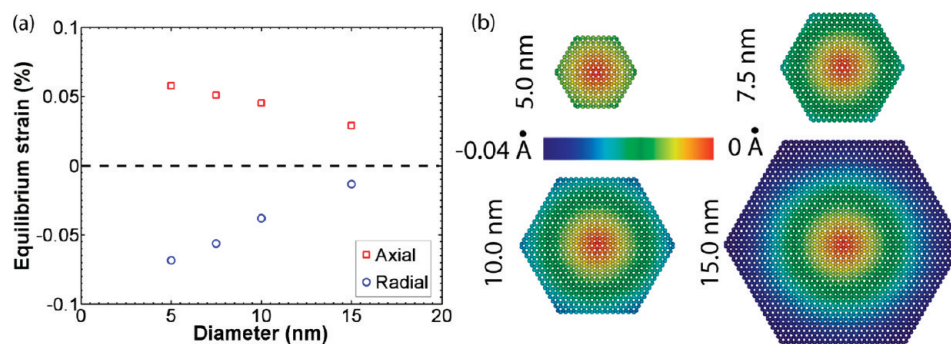 (a)
0.1
0.05
0
-0.05
-0.1
Equilibrium strain (%)
Axial
Radial
0
5
10
15
20
Diameter (nm)
(b)
5.0 nm
7.5 nm
-0.04 Å
0 Å
10.0 nm
15.0 nm